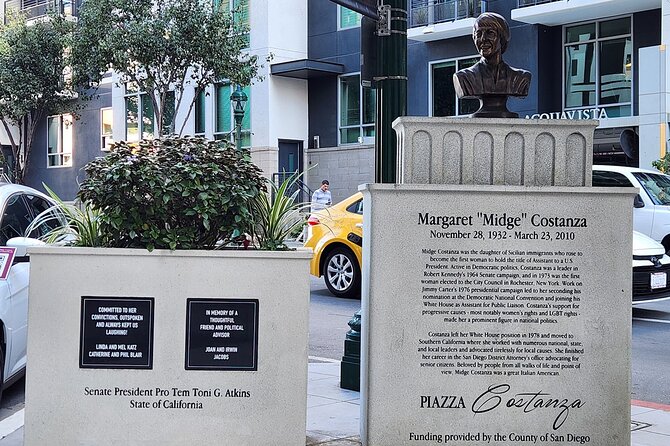 ACQUAVISTA
COMMITTED TO HER
CONVICTIONS, OUTSPOKEN
AND ALWAYS KEPT US
LAUGHING!
LINDA AND MEL KATZ
CATHERINE AND PHIL BLAIR
IN MEMORY OF A
THOUGHTFUL
FRIEND AND POLITICAL
ADVISOR
JOAN AND IRWIN
JACOBS
Senate President Pro Tem Toni G. Atkins
State of California
Margaret "Midge" Costanza
November 28, 1932 - March 23, 2010
Midge Costanza was the daughter of Sicilian immigrants who rose to
become the first woman to hold the title of Assistant to a U.S.
President. Active in Democratic politics, Costanza was a leader in
Robert Kennedy's 1964 Senate campaign, and in 1973 was the first
woman elected to the City Council in Rochester, New York. Work on
Jimmy Carter's 1976 presidential campaign led to her seconding his
nomination at the Democratic National Convention and joining his
White House as Assistant for Public Liaison. Costanza's support for
progressive causes - most notably women's rights and LGBT rights
made her a prominent figure in national politics.
Costanza left her White House position in 1978 and moved to
Southern California where she worked with numerous national, state,
and local leaders and advocated tirelessly for local causes. She finished
her career in the San Diego District Attorney's office advocating for
senior citizens. Beloved by people from all walks of life and point of
view, Midge Costanza was a great Italian American.
PIAZZA Costanza
Funding provided by the County of San Diego